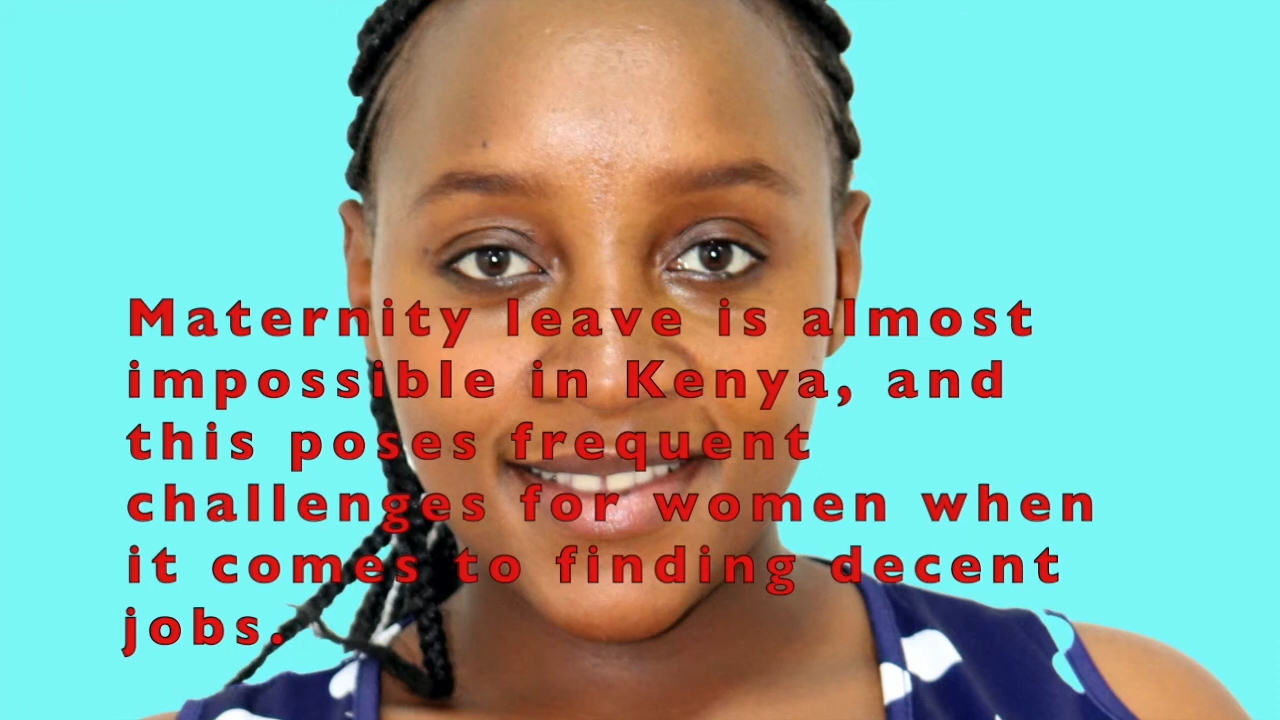 Maternity leave is almost
impossible in Kenya, and
this poses frequent
challenges for women when
it comes to finding decent
jobs.